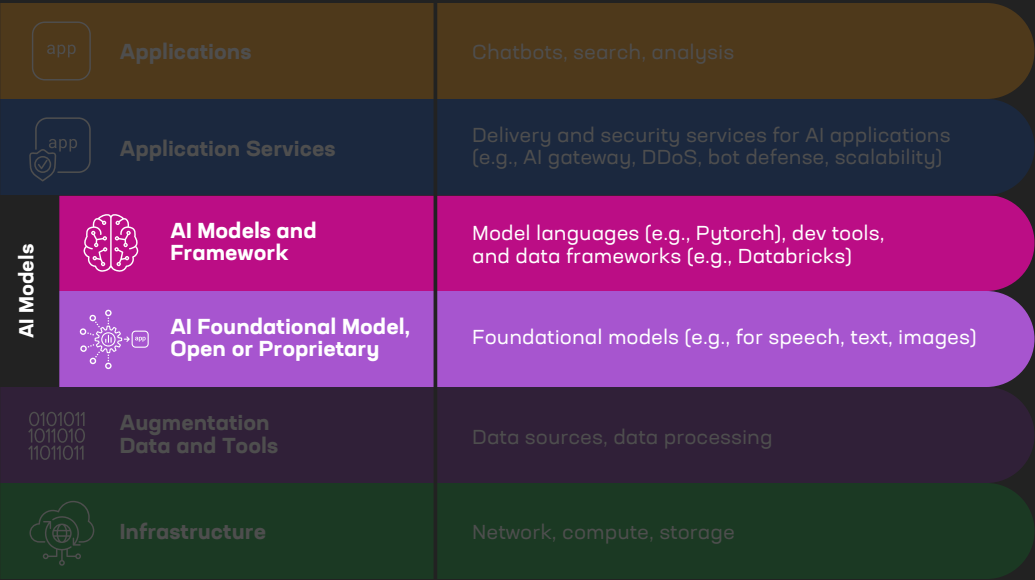 app
Applications
Chatbots, search, analysis
app
Application Services
Delivery and security services for AI applications
(e.g., AI gateway, DDoS, bot defense, scalability)
AI Models
AI Models and
Framework
Model languages (e.g., Pytorch), dev tools,
and data frameworks (e.g., Databricks)
app
AI Foundational Model,
Open or Proprietary
Foundational models (e.g., for speech, text, images)
0101011
1011010
11011011
Augmentation
Data and Tools
Data sources, data processing
Infrastructure
Network, compute, storage